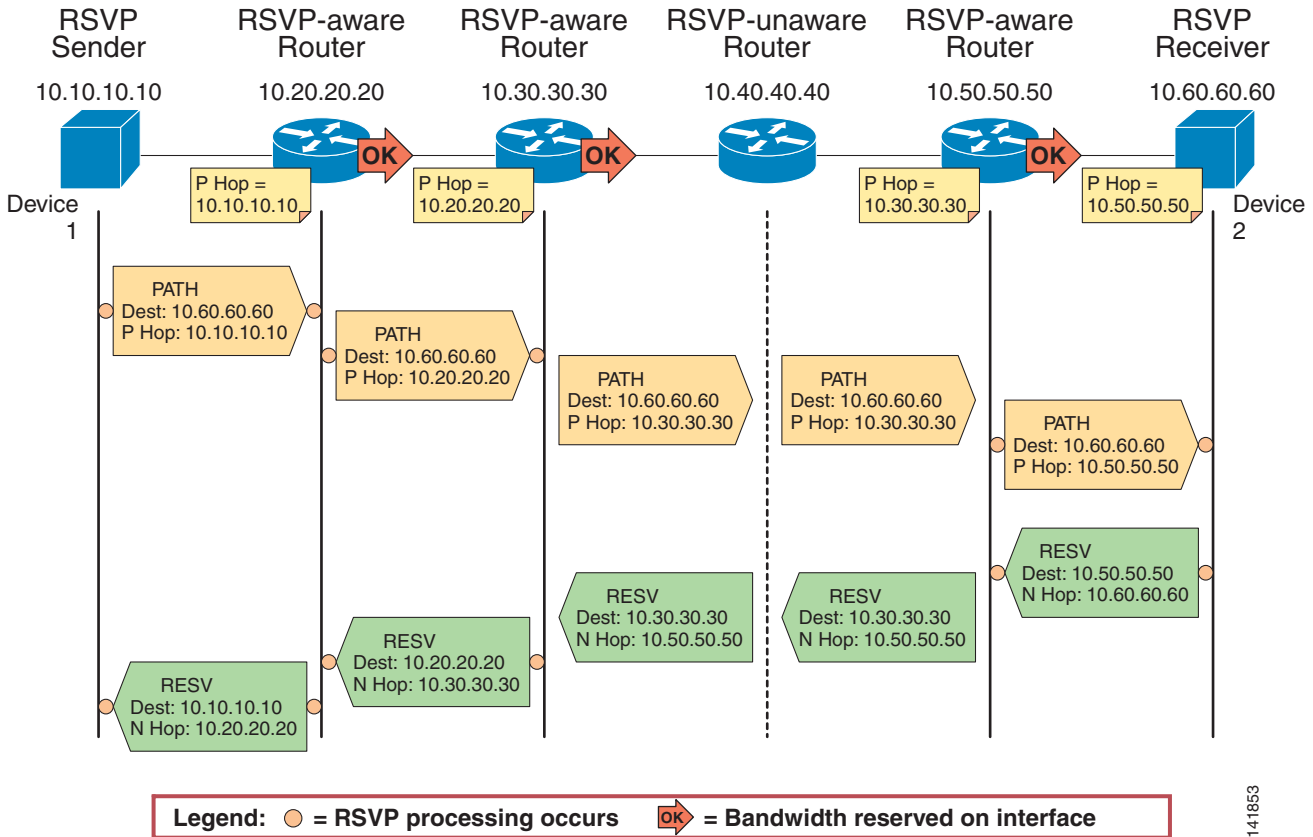 RSVP
Sender
10.10.10.10
RSVP-aware
Router
10.20.20.20
RSVP-aware
Router
10.30.30.30
RSVP-unaware
Router
10.40.40.40
RSVP-aware
Router
10.50.50.50
RSVP
Receiver
10.60.60.60
OK
OK
OK
P Hop =
10.10.10.10
P Hop =
10.20.20.20
P Hop =
10.30.30.30
P Hop =
10.50.50.50
Device
1
Device
2
PATH
Dest: 10.60.60.60
P Hop: 10.10.10.10
PATH
Dest: 10.60.60.60
P Hop: 10.20.20.20
PATH
Dest: 10.60.60.60
P Hop: 10.30.30.30
PATH
Dest: 10.60.60.60
P Hop: 10.30.30.30
PATH
Dest: 10.60.60.60
P Hop: 10.50.50.50
RESV
Dest: 10.50.50.50
N Hop: 10.60.60.60
RESV
Dest: 10.30.30.30
N Hop: 10.50.50.50
RESV
Dest: 10.30.30.30
N Hop: 10.50.50.50
RESV
Dest: 10.20.20.20
N Hop: 10.30.30.30
RESV
Dest: 10.10.10.10
N Hop: 10.20.20.20
Legend: = RSVP processing occurs OK = Bandwidth reserved on interface
141853